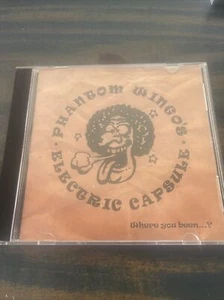 PHANTOM WINGO'S
ELECTRIC CAPSULE
Where you been...?